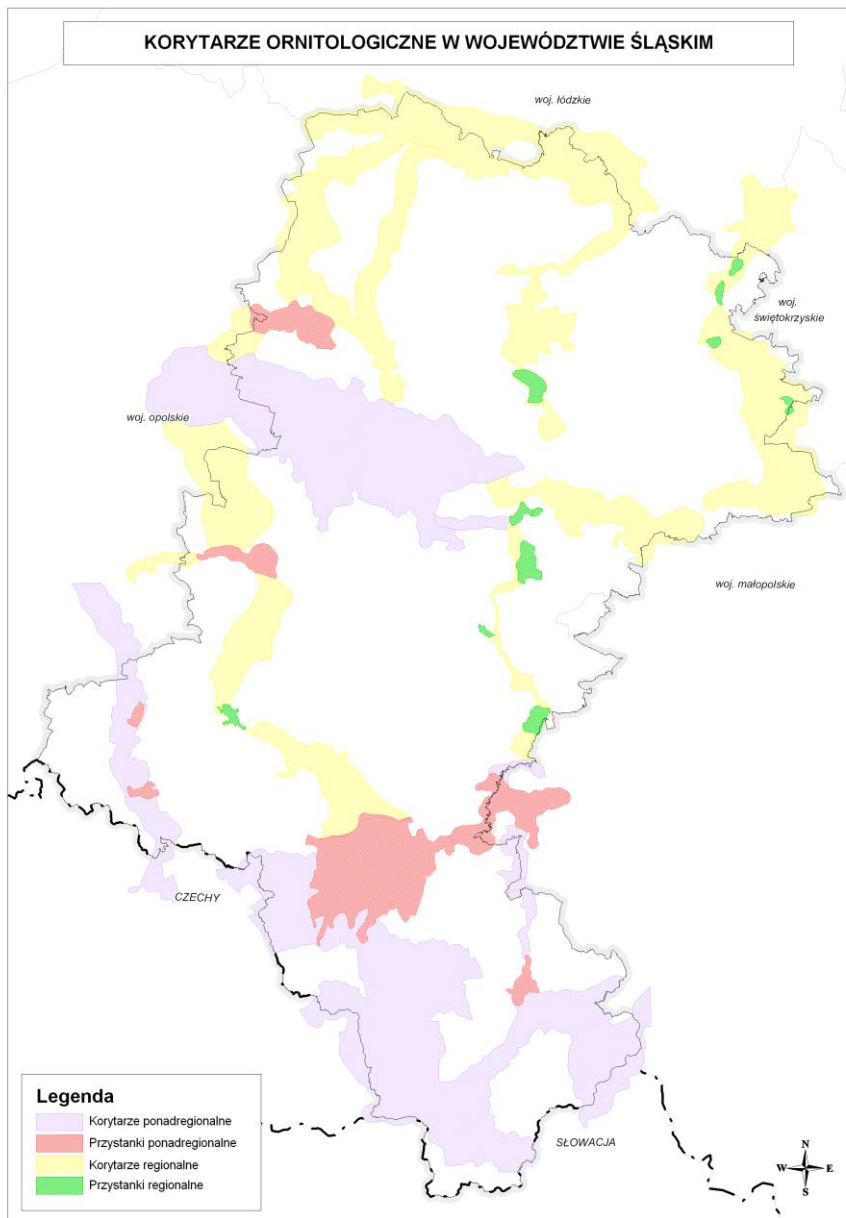 KORYTARZE ORNITOLOGICZNE W WOJEWÓDZTWIE ŚLĄSKIM
woj. łódzkie
woj.
świętokrzyskie
woj. opolskie
woj. małopolskie
CZECHY
SŁOWACJA
Legenda
Korytarze ponadregionalne
Przystanki ponadregionalne
Korytarze regionalne
Przystanki regionalne
N
W E
S